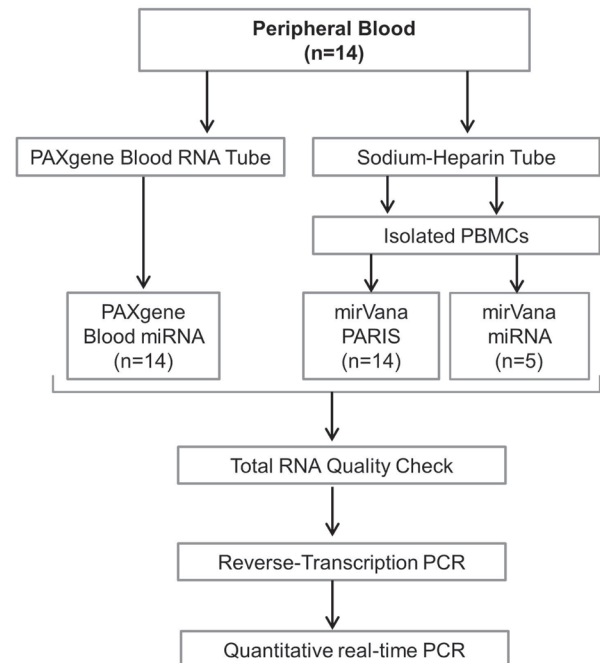 Peripheral Blood
(n=14)
PAXgene Blood RNA Tube
Sodium-Heparin Tube
Isolated PBMCs
PAXgene
Blood miRNA
(n=14)
mirVana
PARIS
(n=14)
mirVana
miRNA
(n=5)
Total RNA Quality Check
Reverse-Transcription PCR
Quantitative real-time PCR